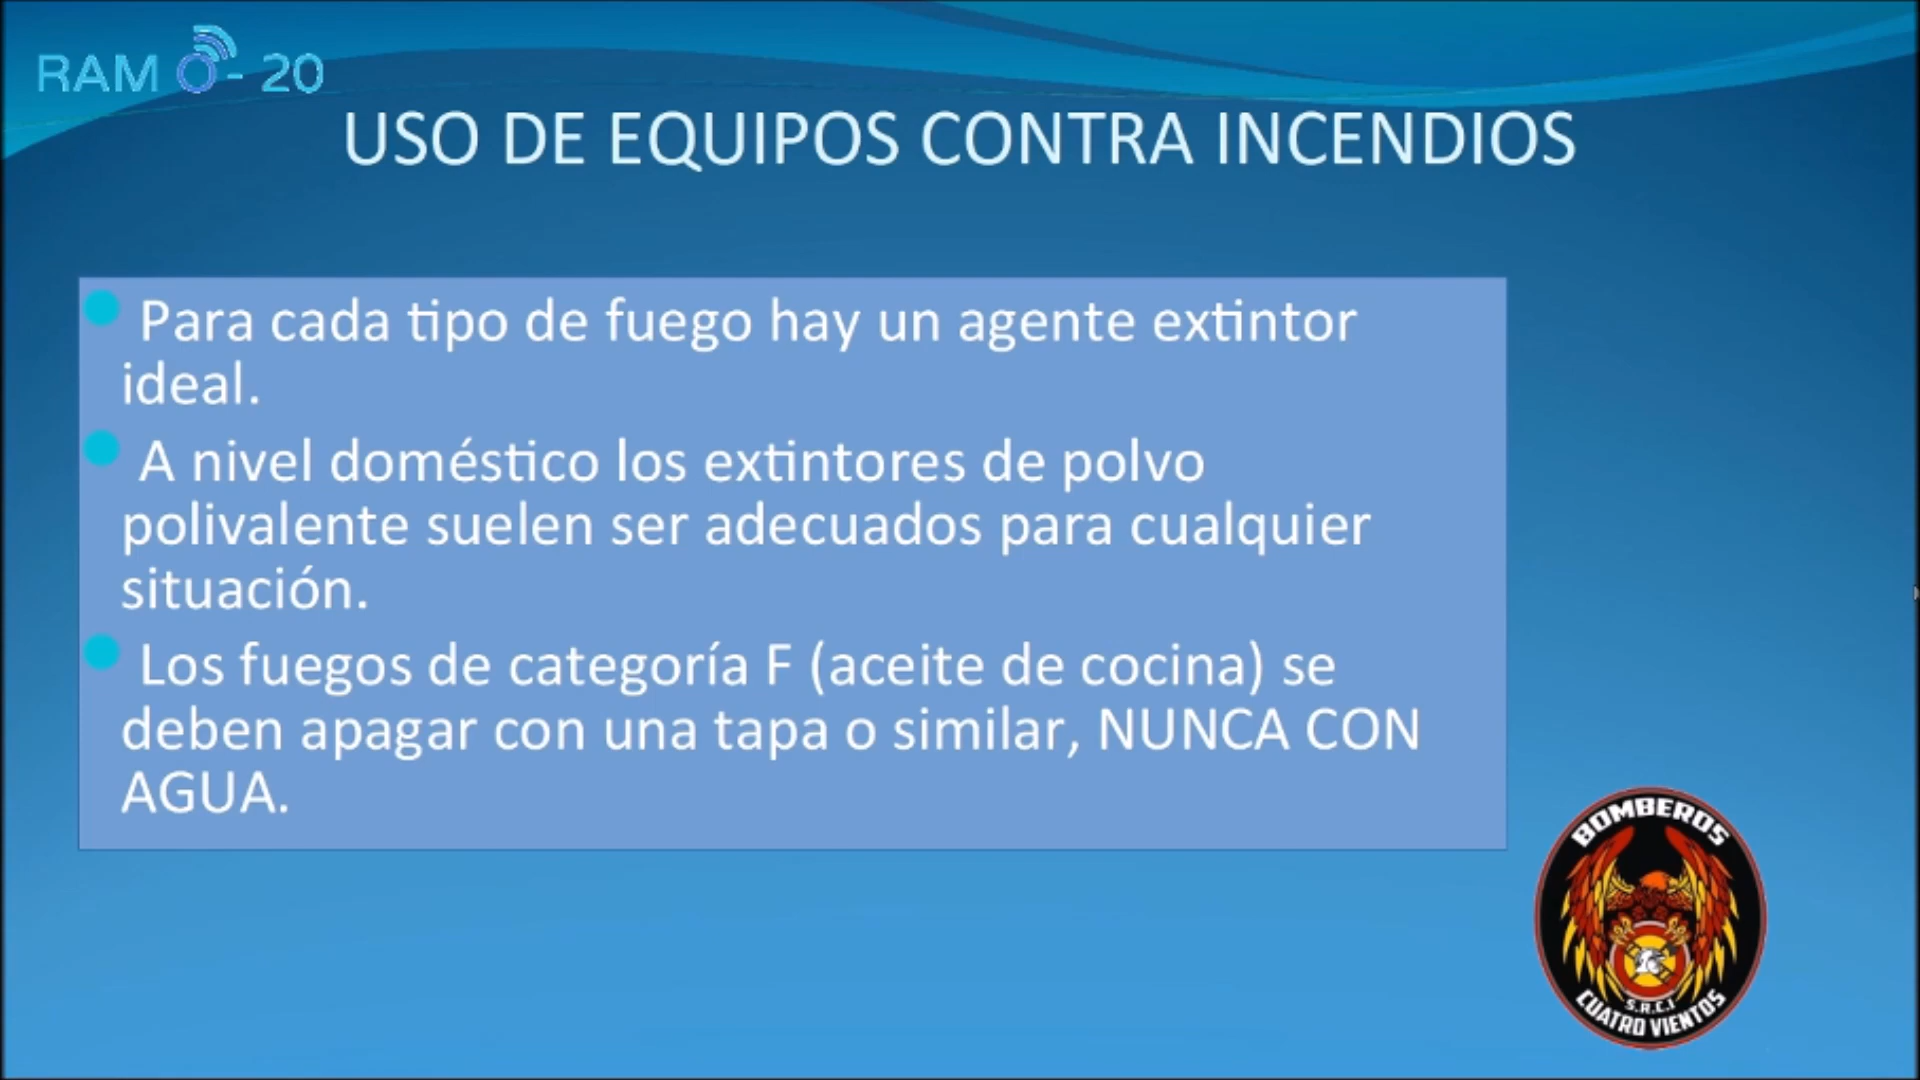 RAM O- 20
USO DE EQUIPOS CONTRA INCENDIOS
Para cada tipo de fuego hay un agente extintor
ideal.
A nivel doméstico los extintores de polvo
polivalente suelen ser adecuados para cualquier
situación.
Los fuegos de categoría F (aceite de cocina) se
deben apagar con una tapa o similar, NUNCA CON
AGUA.
BOMBEROS
S.R.C.I
CUATRO VIENTOS